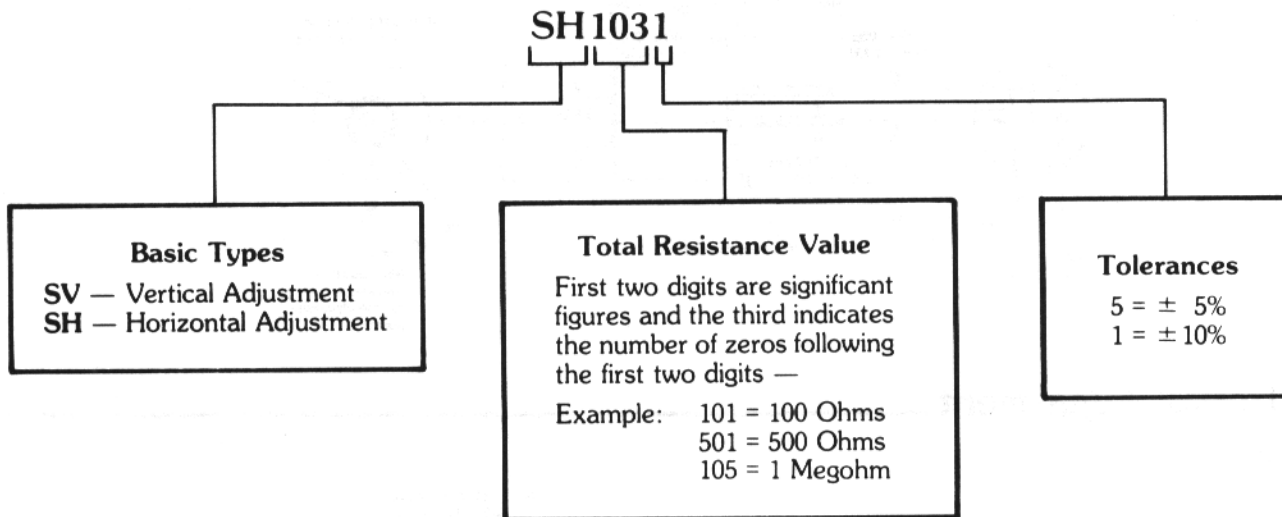 SH1031
Basic Types
SV — Vertical Adjustment
SH — Horizontal Adjustment
Total Resistance Value
First two digits are significant
figures and the third indicates
the number of zeros following
the first two digits —
Example: 101 = 100 Ohms
501 = 500 Ohms
105 = 1 Megohm
Tolerances
5 = ± 5%
1 = ± 10%